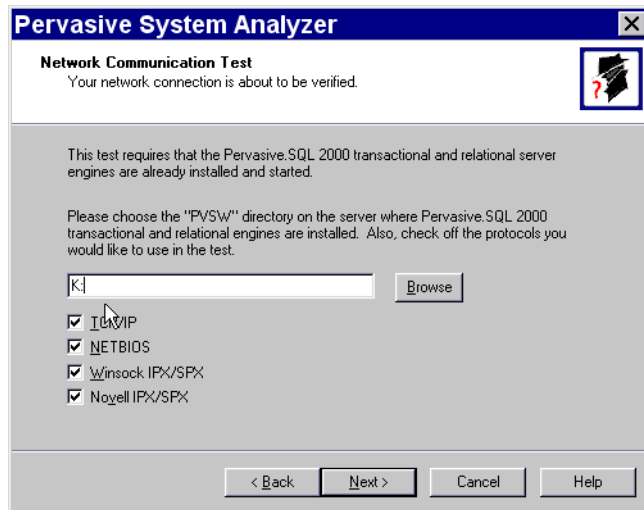 Pervasive System Analyzer
Network Communication Test
Your network connection is about to be verified.
?
This test requires that the Pervasive.SQL 2000 transactional and relational server
engines are already installed and started.
Please choose the "PVSW" directory on the server where Pervasive.SQL 2000
transactional and relational engines are installed. Also, check off the protocols you
would like to use in the test.
K:
Browse
TCP/IP
NETBIOS
Winsock IPX/SPX
Novell IPX/SPX
< Back
Next >
Cancel
Help